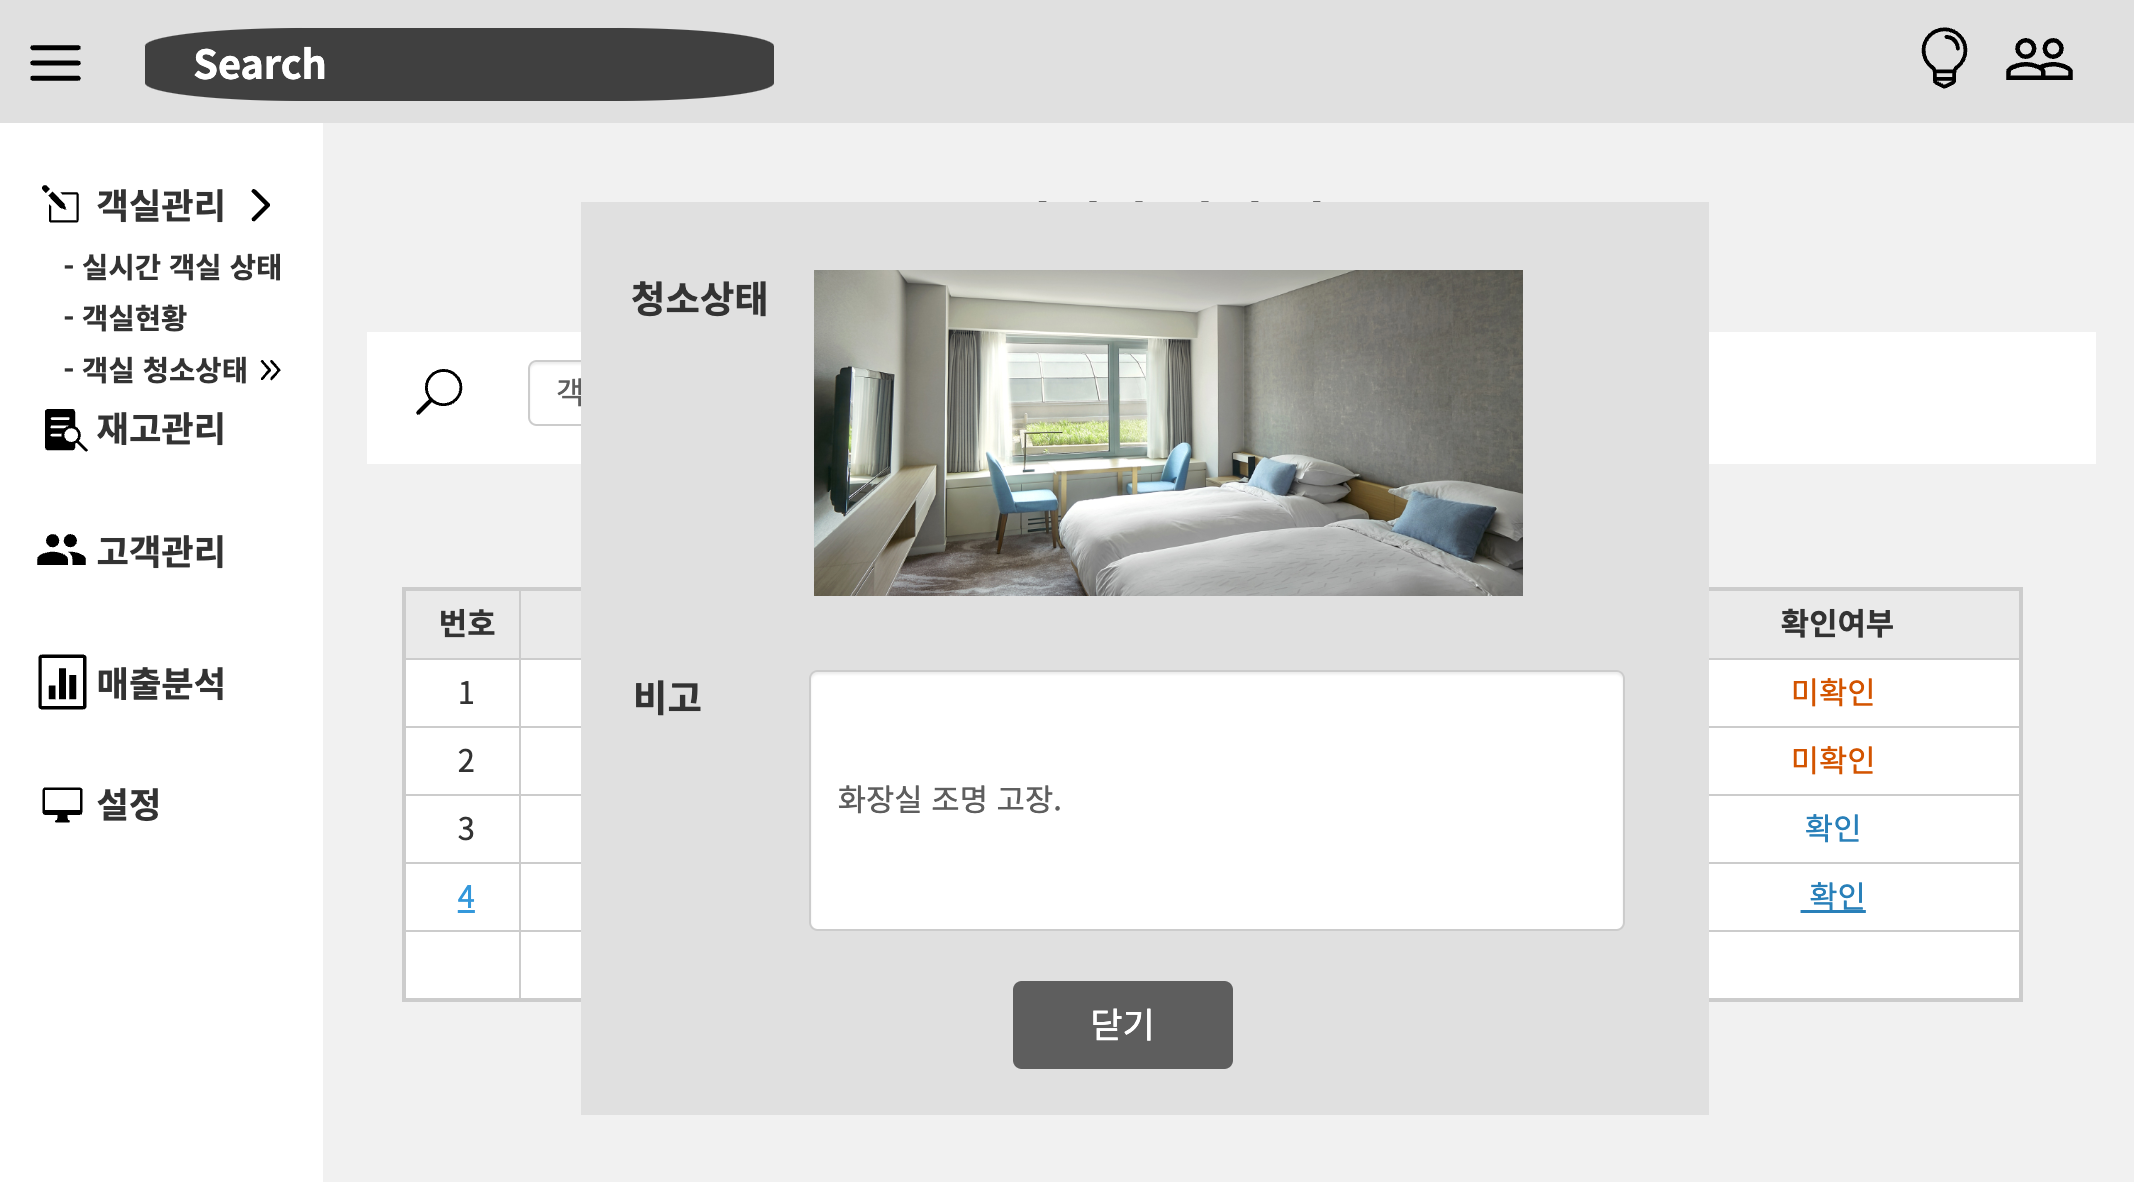 Search
객실관리
- 실시간 객실 상태
- 객실현황
- 객실 청소상태
재고관리
고객관리
매출분석
설정
청소상태
비고
화장실 조명 고장.
닫기
번호
확인여부
1
미확인
2
미확인
3
확인
4
확인